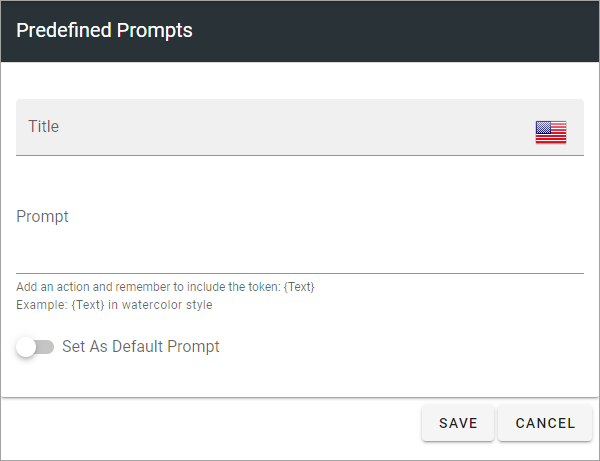 Predefined Prompts
Title
Prompt
Add an action and remember to include the token: {Text}
Example: {Text} in watercolor style
Set As Default Prompt
SAVE CANCEL